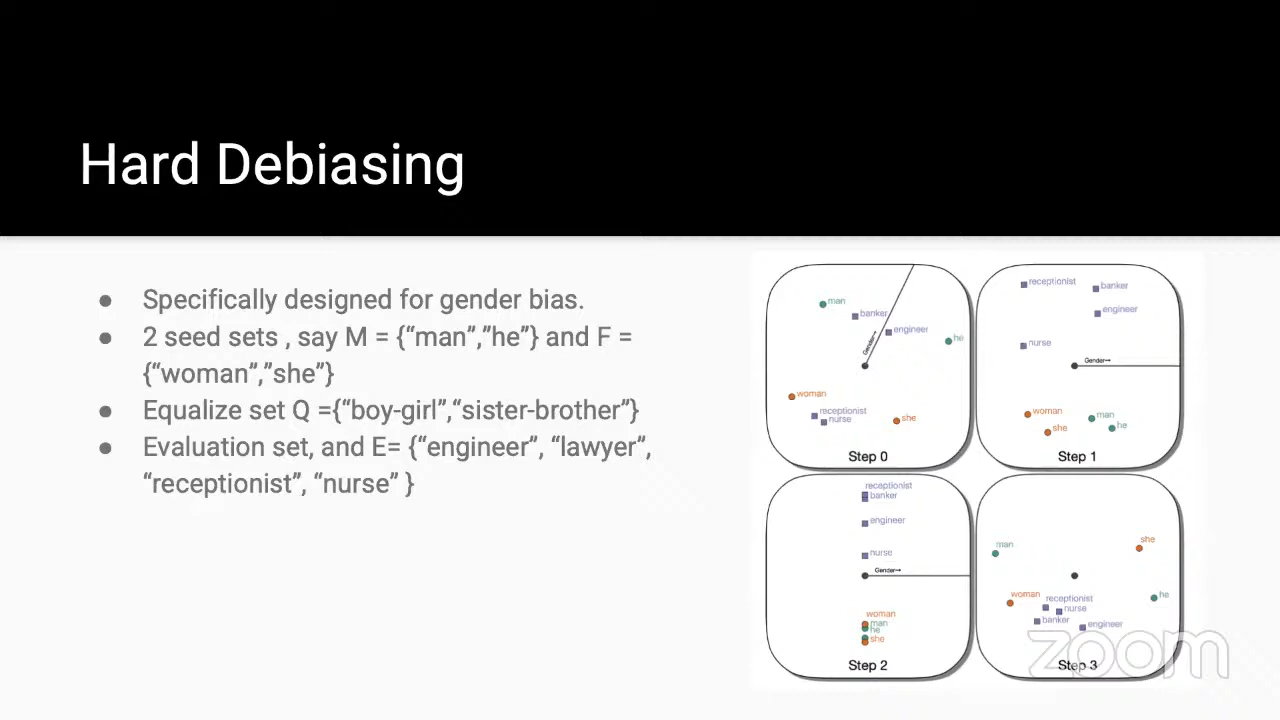 Hard Debiasing
● Specifically designed for gender bias.
● 2 seed sets , say M = {“man”,”he”} and F =
{“woman”,”she”}
● Equalize set Q ={“boy-girl”,“sister-brother”}
● Evaluation set, and E= {“engineer”, “lawyer”,
“receptionist”, “nurse” }
man
banker
engineer
he
Gender→
woman
receptionist
nurse
she
Step 0
receptionist
banker
engineer
nurse
Gender→
woman
man
she
he
Step 1
receptionist
banker
engineer
nurse
Gender→
woman
man
he
she
Step 2
she
man
woman
receptionist
he
nurse
banker
engineer
Step 3
zoom